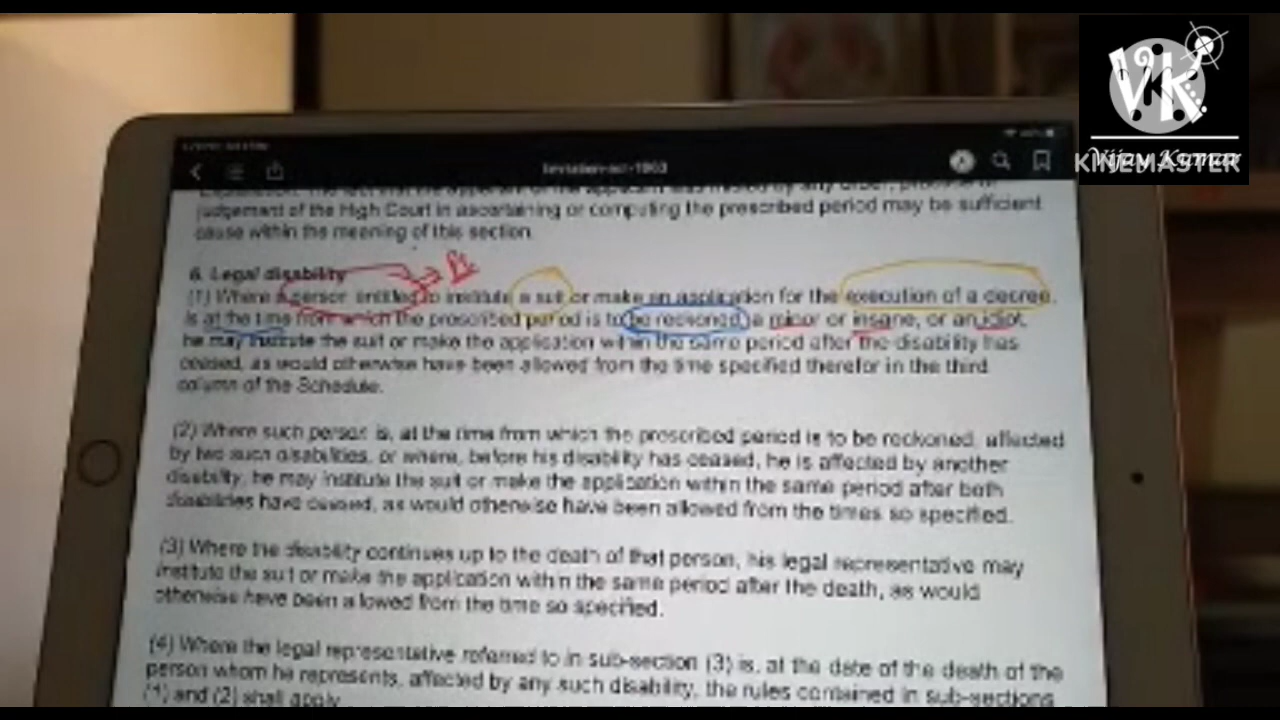 limitation-act-1963
judgement of the High Court in ascertaining or computing the prescribed period may be sufficient
cause within the meaning of this section.
6. Legal disability
(1) Where a person entitled to institute a suit or make an application for the execution of a decree
is at the time from which the prescribed period is to be reckoned, a minor or insane, or an idiot,
he may institute the suit or make the application within the same period after the disability has
ceased, as would otherwise have been allowed from the time specified therefor in the third
column of the Schedule.
(2) Where such person is, at the time from which the prescribed period is to be reckoned, affected
by two such disabilities, or where, before his disability has ceased, he is affected by another
disability, he may institute the suit or make the application within the same period after both
disabilities have ceased, as would otherwise have been allowed from the times so specified.
(3) Where the disability continues up to the death of that person, his legal representative may
institute the suit or make the application within the same period after the death, as would
otherwise have been allowed from the time so specified.
(4) Where the legal representative referred to in sub-section (3) is, at the date of the death of the
person whom he represents, affected by any such disability, the rules contained in sub-sections
(1) and (2) shall apply.
VK
Vijay Kumar
KINEMASTER